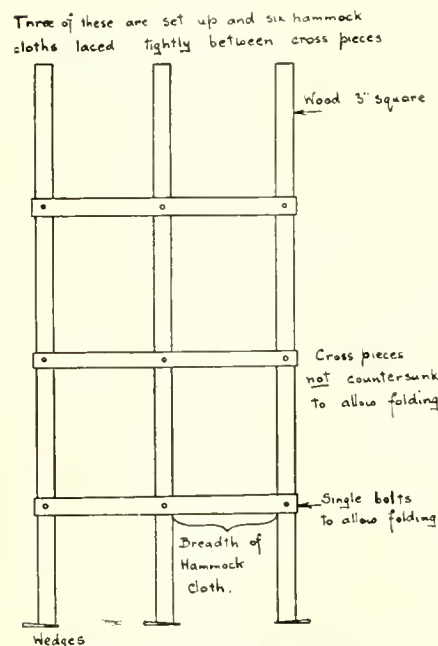 Three of these are set up and six hammock
cloths laced tightly between cross pieces
Wood 3" square
Cross pieces
not countersunk
to allow folding
Single bolts
to allow folding
Breadth of
Hammock
Cloth.
Wedges